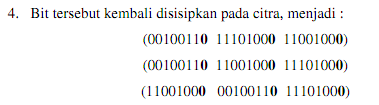 4. Bit tersebut kembali disisipkan pada citra, menjadi :
(00100110 11101000 11001000)
(00100110 11001000 11101000)
(11001000 00100110 11101000)